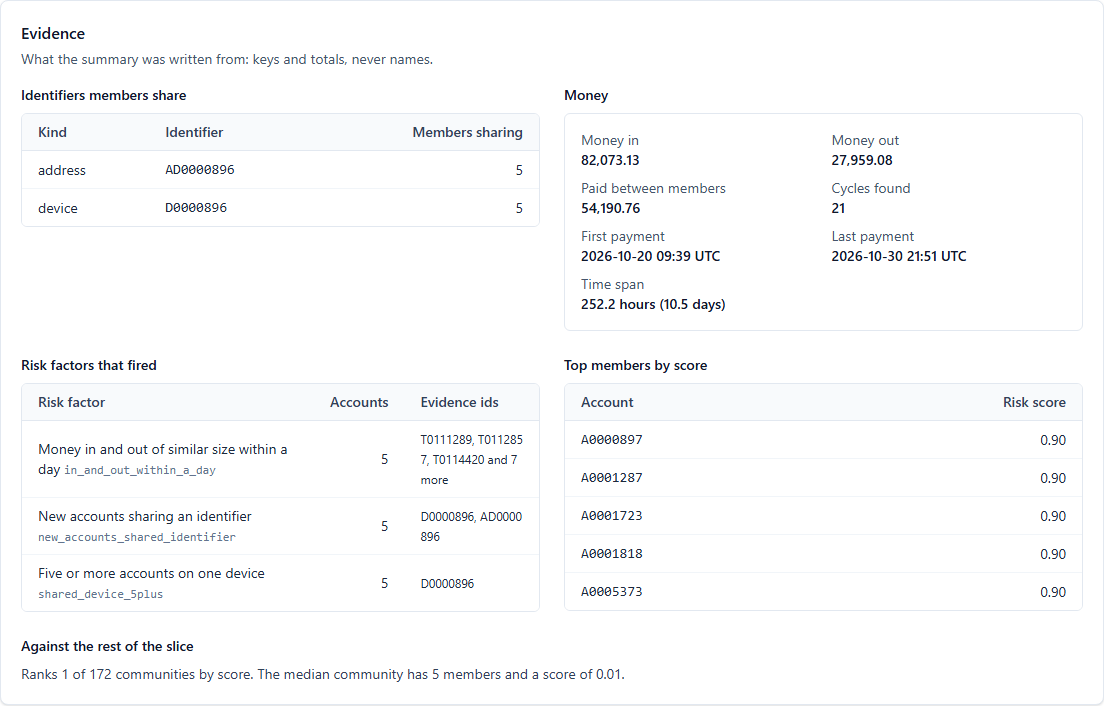 Evidence
What the summary was written from: keys and totals, never names.
Identifiers members share
Kind Identifier Members sharing
address AD0000896 5
device D0000896 5
Money
Money in Money out
82,073.13 27,959.08
Paid between members Cycles found
54,190.76 21
First payment Last payment
2026-10-20 09:39 UTC 2026-10-30 21:51 UTC
Time span
252.2 hours (10.5 days)
Risk factors that fired
Risk factor Accounts Evidence ids
Money in and out of similar size within a
day in_and_out_within_a_day
5
T0111289, T011285
7, T0114420 and 7
more
New accounts sharing an identifier
new_accounts_shared_identifier
5
D0000896, AD0000
896
Five or more accounts on one device
shared_device_5plus
5
D0000896
Top members by score
Account Risk score
A0000897 0.90
A0001287 0.90
A0001723 0.90
A0001818 0.90
A0005373 0.90
Against the rest of the slice
Ranks 1 of 172 communities by score. The median community has 5 members and a score of 0.01.